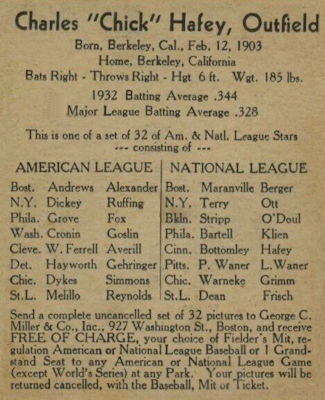 Charles "Chick" Hafey, Outfield
Born, Berkeley, Cal., Feb. 12, 1903
Home, Berkeley, California
Bats Right - Throws Right - Hgt 6 ft. Wgt. 185 lbs.
1932 Batting Average .344
Major League Batting Average .328
This is one of a set of 32 of Am. & Natl. League Stars
--- consisting of ---
AMERICAN LEAGUE
Bost. Andrews Alexander
N.Y. Dickey Ruffing
Phila. Grove Fox
Wash. Cronin Goslin
Cleve. W. Ferrell Averill
Det. Hayworth Gehringer
Chic. Dykes Simmons
St.L. Melillo Reynolds
NATIONAL LEAGUE
Bost. Maranville Berger
N.Y. Terry Ott
Bkln. Stripp O'Doul
Phila. Bartell Klien
Cinn. Bottomley Hafey
Pitts. P. Waner L. Waner
Chic. Warneke Grimm
St.L. Dean Frisch
Send a complete uncancelled set of 32 pictures to George C.
Miller & Co., Inc., 927 Washington St., Boston, and receive
FREE OF CHARGE, your choice of Fielder's Mit, re-
gulation American or National League Baseball or 1 Grand-
stand Seat to any American or National League Game
(except World's Series) at any Park. Your pictures will be
returned cancelled, with the Baseball, Mit or Ticket.